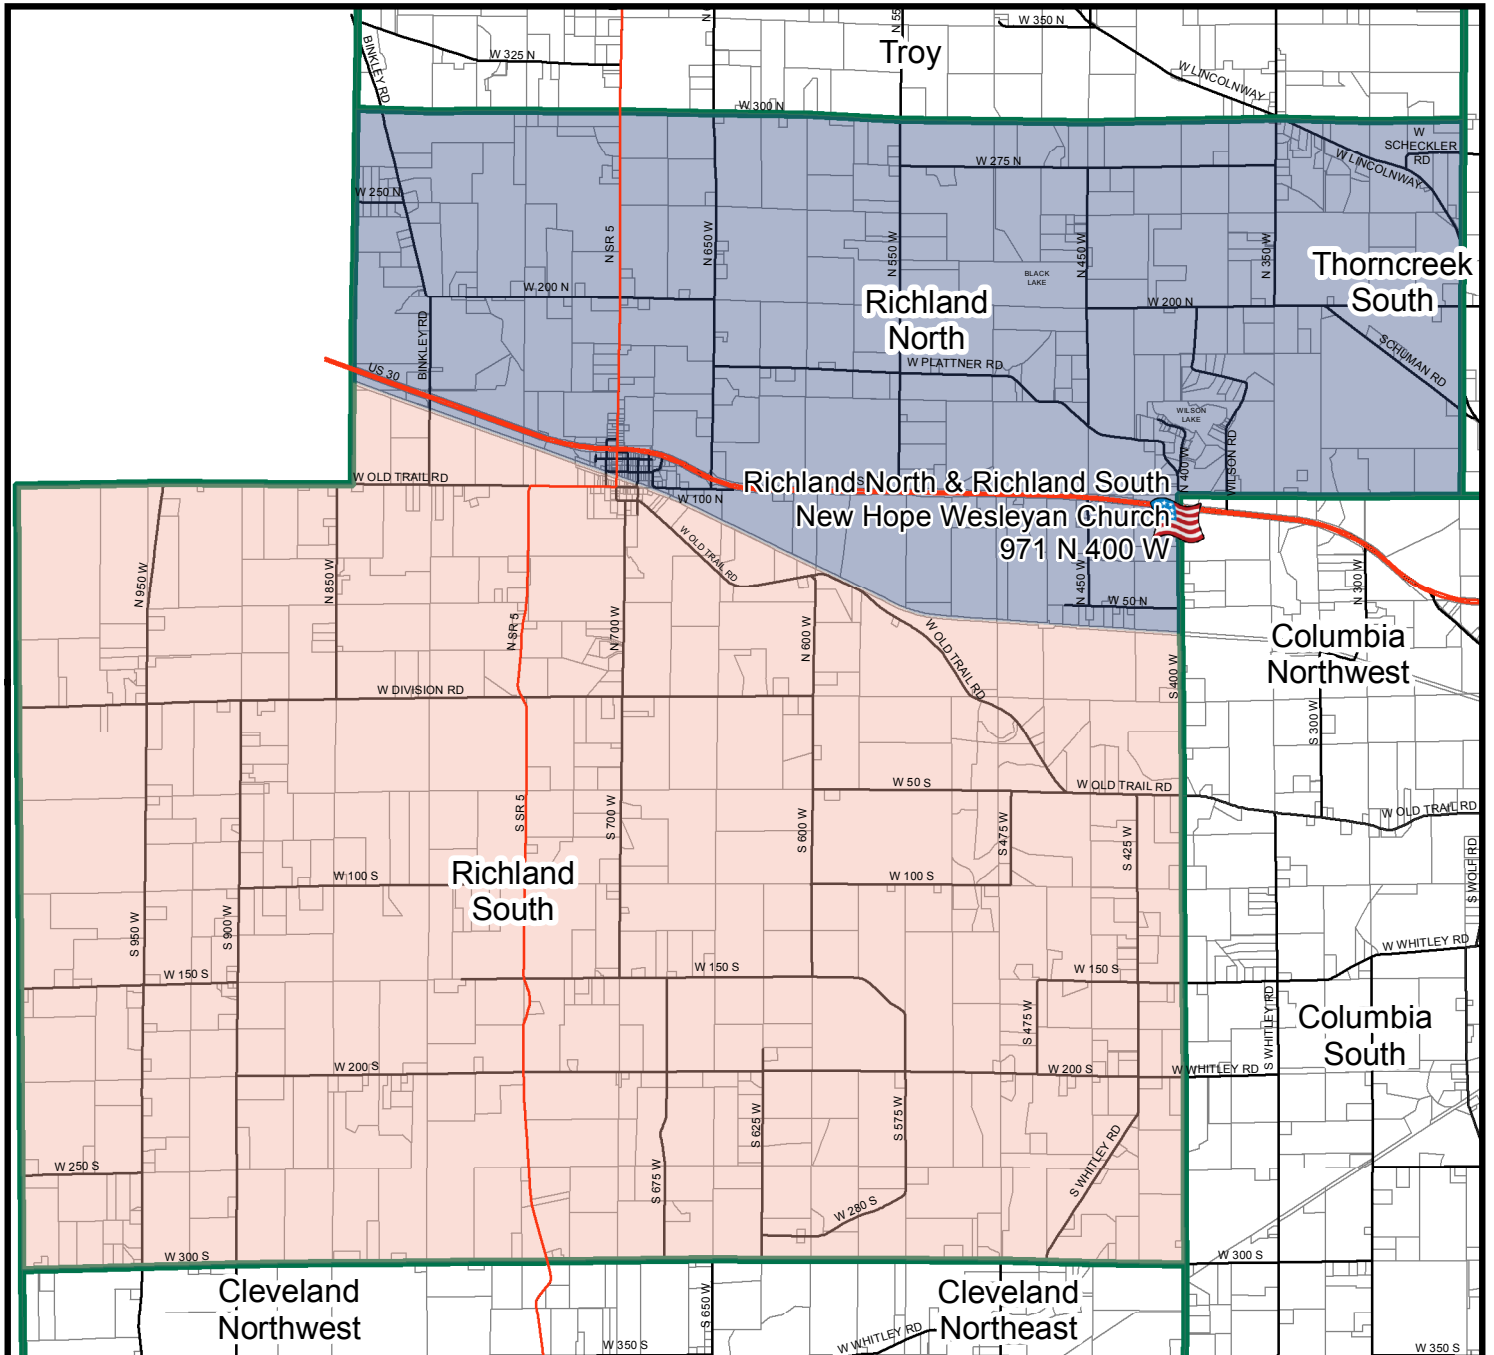 W 350 N
N 55
BINKLEY RD
W 325 N
Troy
W LINCOLNWAY
W 300 N
W
SCHECKLER
RD
W LINCOLNWAY
W 275 N
W 250 N
N SR 5
N 650 W
N 550 W
N 450 W
N 350 W
Thorncreek
South
BLACK
LAKE
W 200 N
Richland
North
W 200 N
BINKLEY RD
US 30
W PLATTNER RD
SCHUMAN RD
WILSON
LAKE
WILSON RD
N 400 W
W OLD TRAIL RD
W 100 N
Richland North & Richland South
New Hope Wesleyan Church
971 N 400 W
W OLD TRAIL RD
N 950 W
N 850 W
N SR 5
N 700 W
N 600 W
N 450 W
W 50 N
N 300 W
W OLD TRAIL RD
S 400 W
Columbia
Northwest
W DIVISION RD
S 300 W
W 50 S
W OLD TRAIL RD
W OLD TRAIL RD
S SR 5
S 700 W
S 600 W
S 475 W
S 425 W
S WOLF RD
Richland
South
W 100 S
W 100 S
S 950 W
S 900 W
W 150 S
W 150 S
W 150 S
W WHITLEY RD
S 475 W
S WHITLEY RD
Columbia
South
W 200 S
W 200 S
W WHITLEY RD
S 625 W
S 575 W
S WHITLEY RD
W 250 S
S 675 W
W 280 S
W 300 S
W 300 S
Cleveland
Northwest
S 650 W
Cleveland
Northeast
W 350 S
W WHITLEY RD
W 350 S